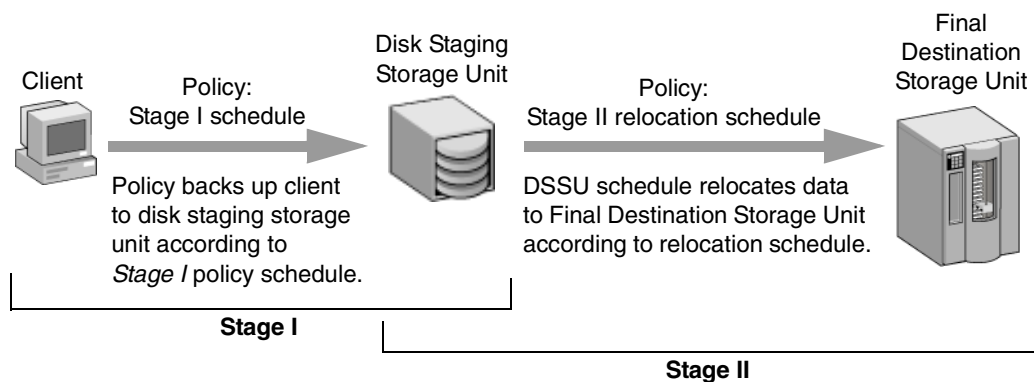 Client
Policy:
Stage I schedule
Policy backs up client
to disk staging storage
unit according to
Stage I policy schedule.
Disk Staging
Storage Unit
Policy:
Stage II relocation schedule
DSSU schedule relocates data
to Final Destination Storage Unit
according to relocation schedule.
Final
Destination
Storage Unit
Stage I
Stage II